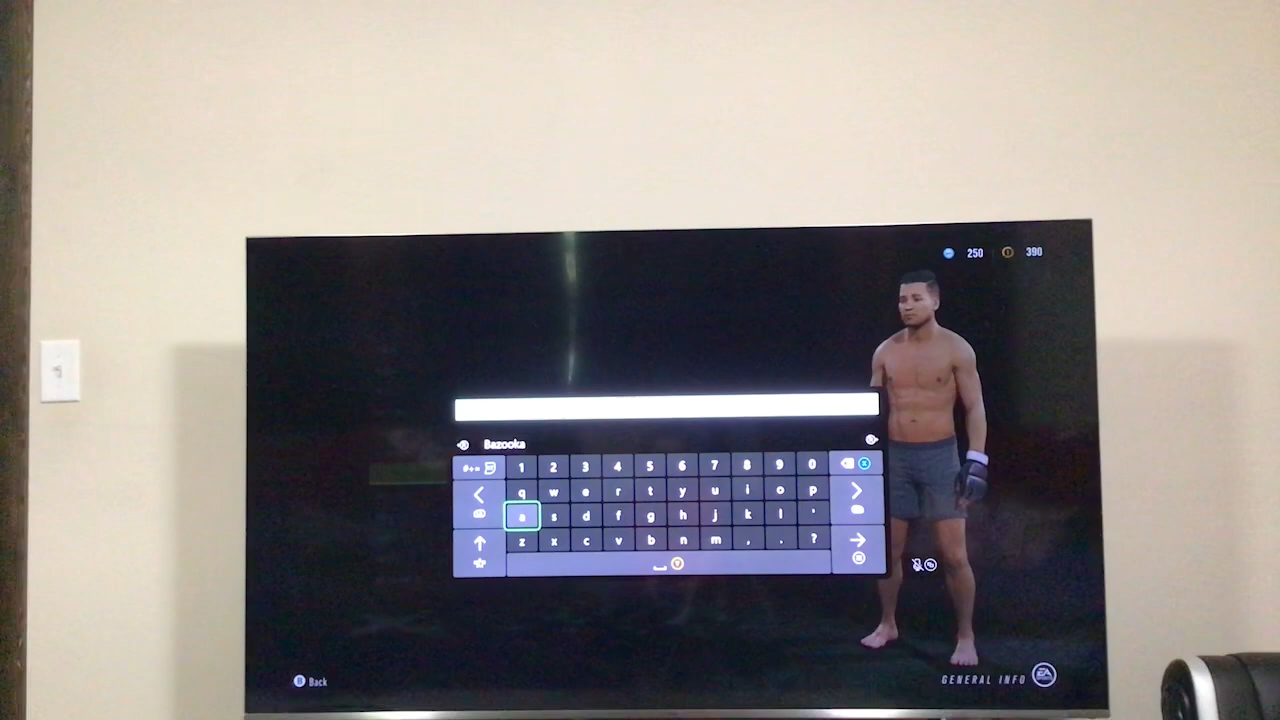 250 390
Bazooka
#+= 1 2 3 4 5 6 7 8 9 0
q w e r t y u i o p
a s d f g h j k l '
z x c v b n m , . ?
Y
B Back
GENERAL INFO EA